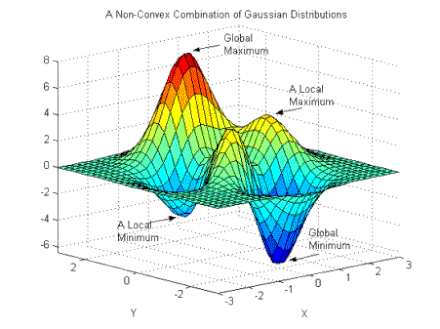 A Non-Convex Combination of Gaussian Distributions
Global
Maximum
A Local
Maximum
8
6
4
2
0
-2
-4
-6
A Local
Minimum
Global
Minimum
2
0
-2
Y
-3
-2
-1
0
1
2
3
X